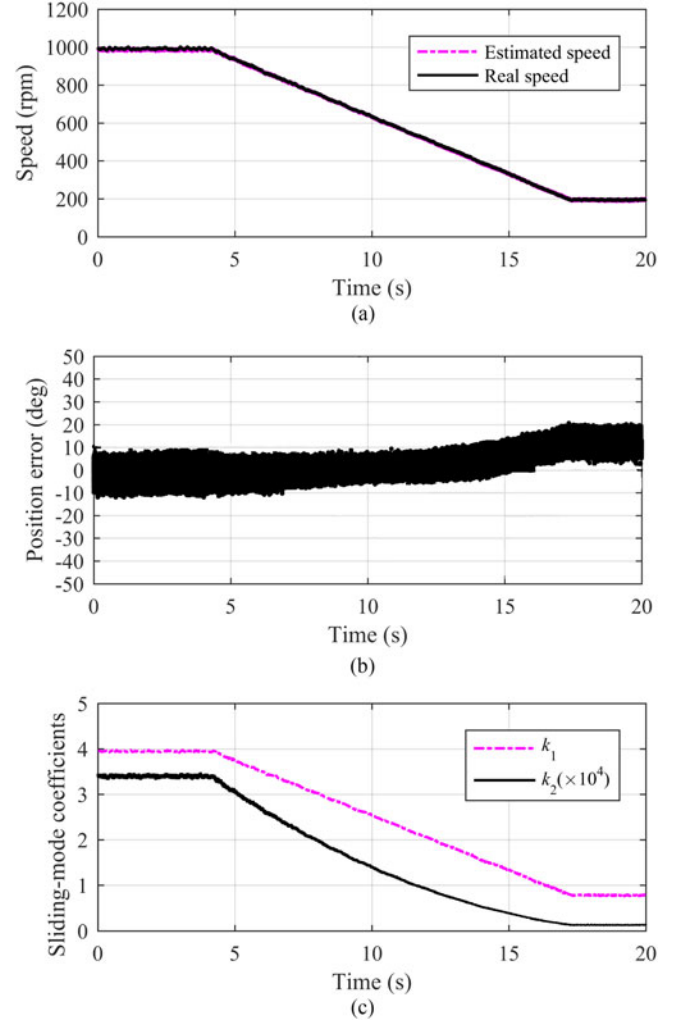 1200
1000
800
600
400
200
0
Speed (rpm)
Estimated speed
Real speed
0 5 10 15 20
Time (s)
(a)
50
40
30
20
10
0
-10
-20
-30
-40
-50
Position error (deg)
0 5 10 15 20
Time (s)
(b)
5
4
3
2
1
0
Sliding-mode coefficients
k₁
k₂(×10⁴)
0 5 10 15 20
Time (s)
(c)